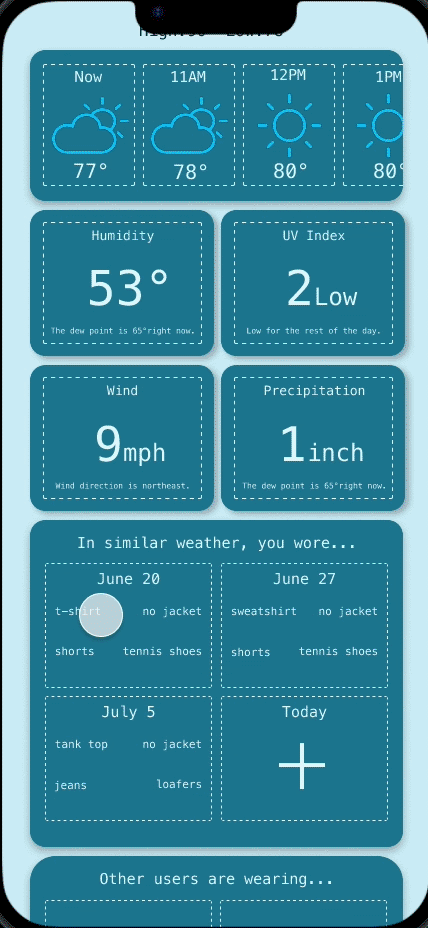 Now 11AM 12PM 1PM
77° 78° 80° 80°
Humidity
53°
The dew point is 65°right now.
UV Index
2Low
Low for the rest of the day.
Wind
9mph
Wind direction is northeast.
Precipitation
1inch
The dew point is 65°right now.
In similar weather, you wore...
June 20
t-shirt no jacket
shorts tennis shoes
June 27
sweatshirt no jacket
shorts tennis shoes
July 5
tank top no jacket
jeans loafers
Today
Other users are wearing...